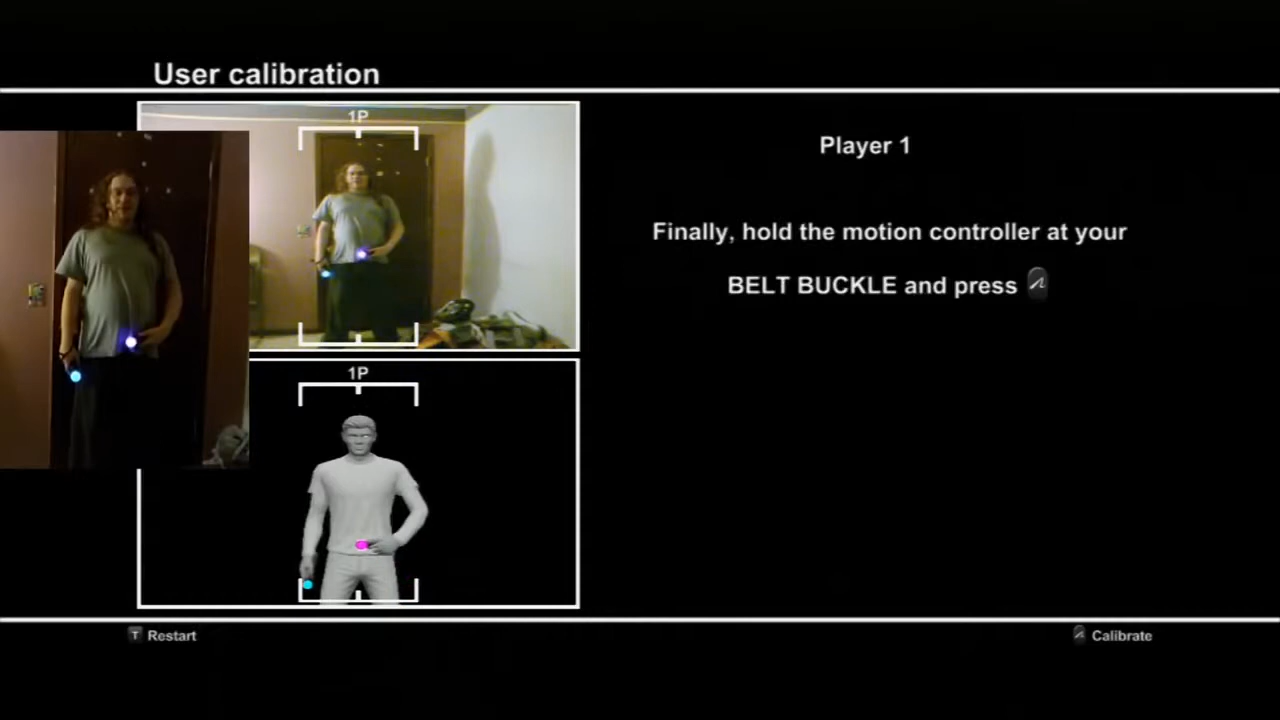 User calibration
1P
Player 1
Finally, hold the motion controller at your
BELT BUCKLE and press
1P
T Restart
Calibrate